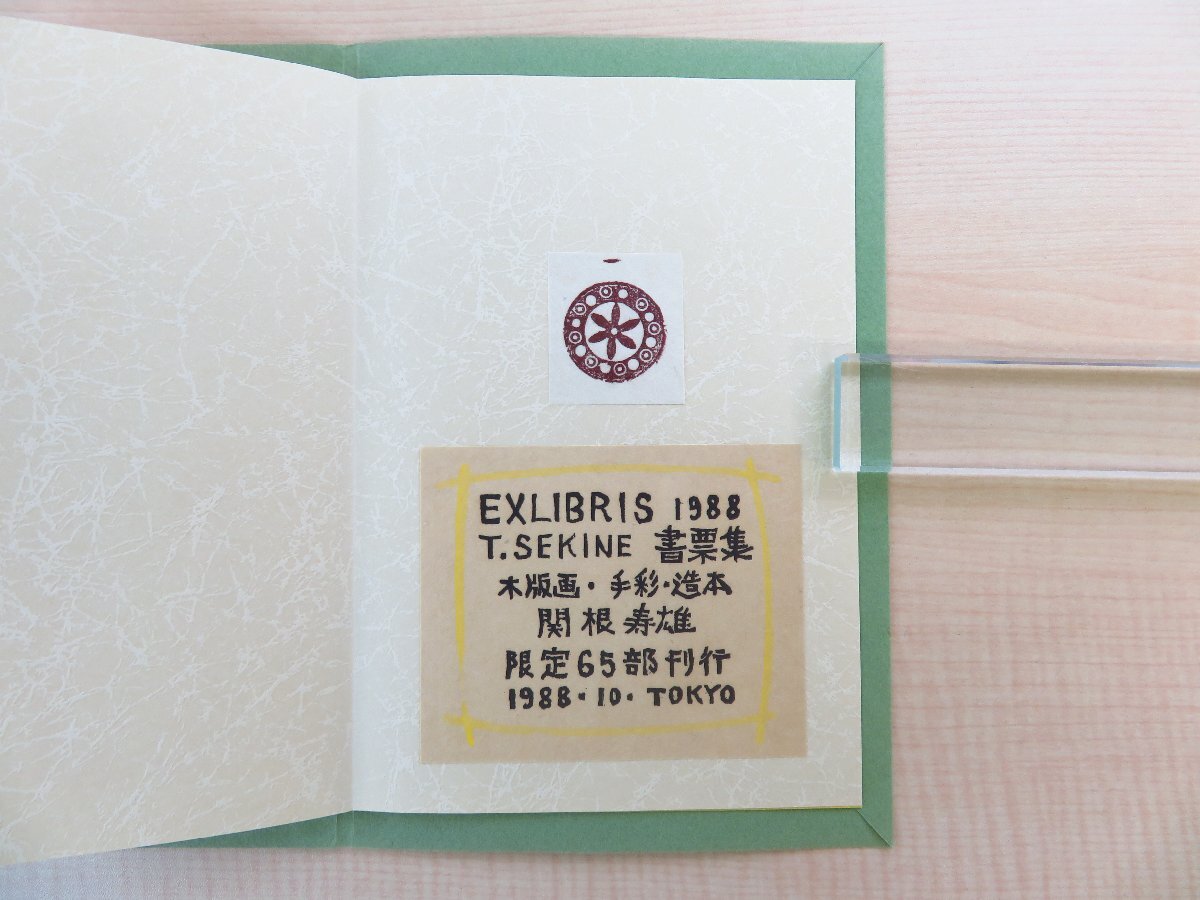 EXLIBRIS 1988
T.SEKINE 書票集
木版画・手彩・造本
関根寿雄
限定65部刊行
1988・10・TOKYO